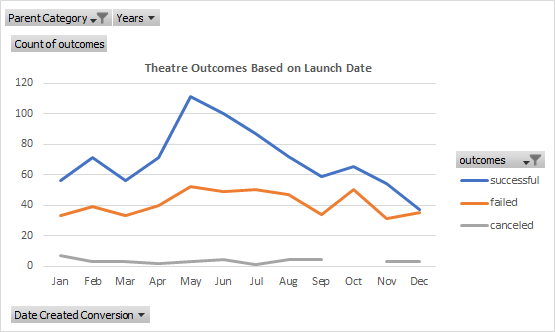 Parent Category Years
Count of outcomes
Theatre Outcomes Based on Launch Date
120
100
80
60
40
20
0
Jan Feb Mar Apr May Jun Jul Aug Sep Oct Nov Dec
outcomes
successful
failed
canceled
Date Created Conversion